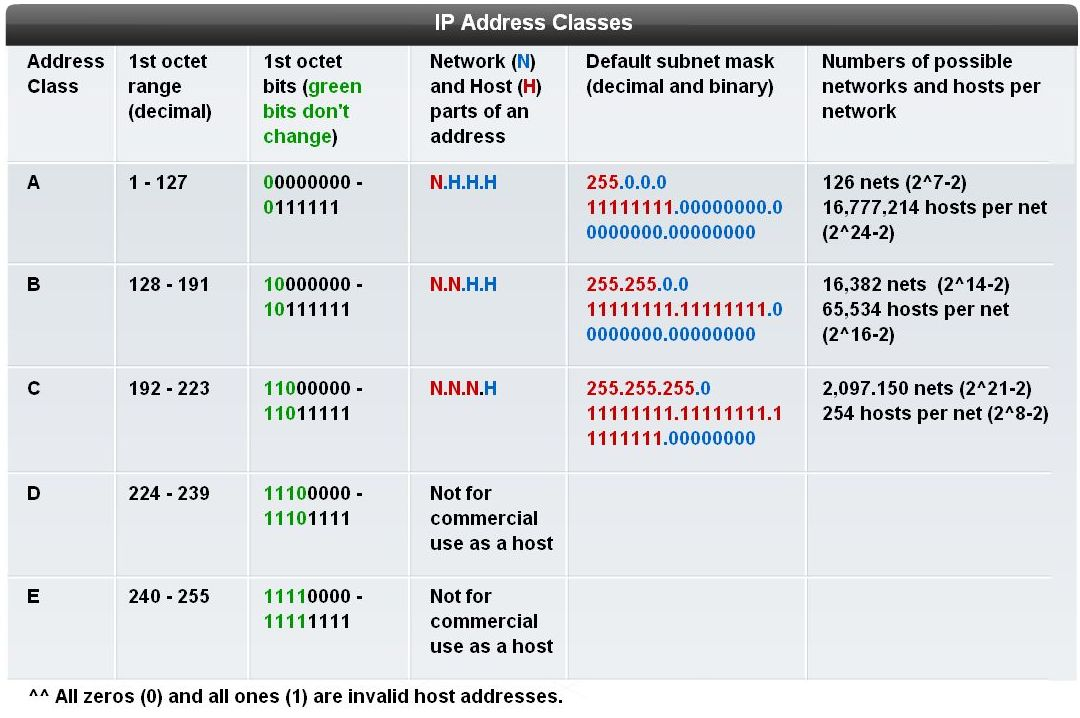 IP Address Classes
Address
Class
1st octet
range
(decimal)
1st octet
bits (green
bits don't
change)
Network (N)
and Host (H)
parts of an
address
Default subnet mask
(decimal and binary)
Numbers of possible
networks and hosts per
network
A
1 - 127
00000000 -
0111111
N.H.H.H
255.0.0.0
11111111.00000000.0
0000000.00000000
126 nets (2^7-2)
16,777,214 hosts per net
(2^24-2)
B
128 - 191
10000000 -
10111111
N.N.H.H
255.255.0.0
11111111.11111111.0
0000000.00000000
16,382 nets (2^14-2)
65,534 hosts per net
(2^16-2)
C
192 - 223
11000000 -
11011111
N.N.N.H
255.255.255.0
11111111.11111111.1
1111111.00000000
2,097.150 nets (2^21-2)
254 hosts per net (2^8-2)
D
224 - 239
11100000 -
11101111
Not for
commercial
use as a host
E
240 - 255
11110000 -
11111111
Not for
commercial
use as a host
^^ All zeros (0) and all ones (1) are invalid host addresses.